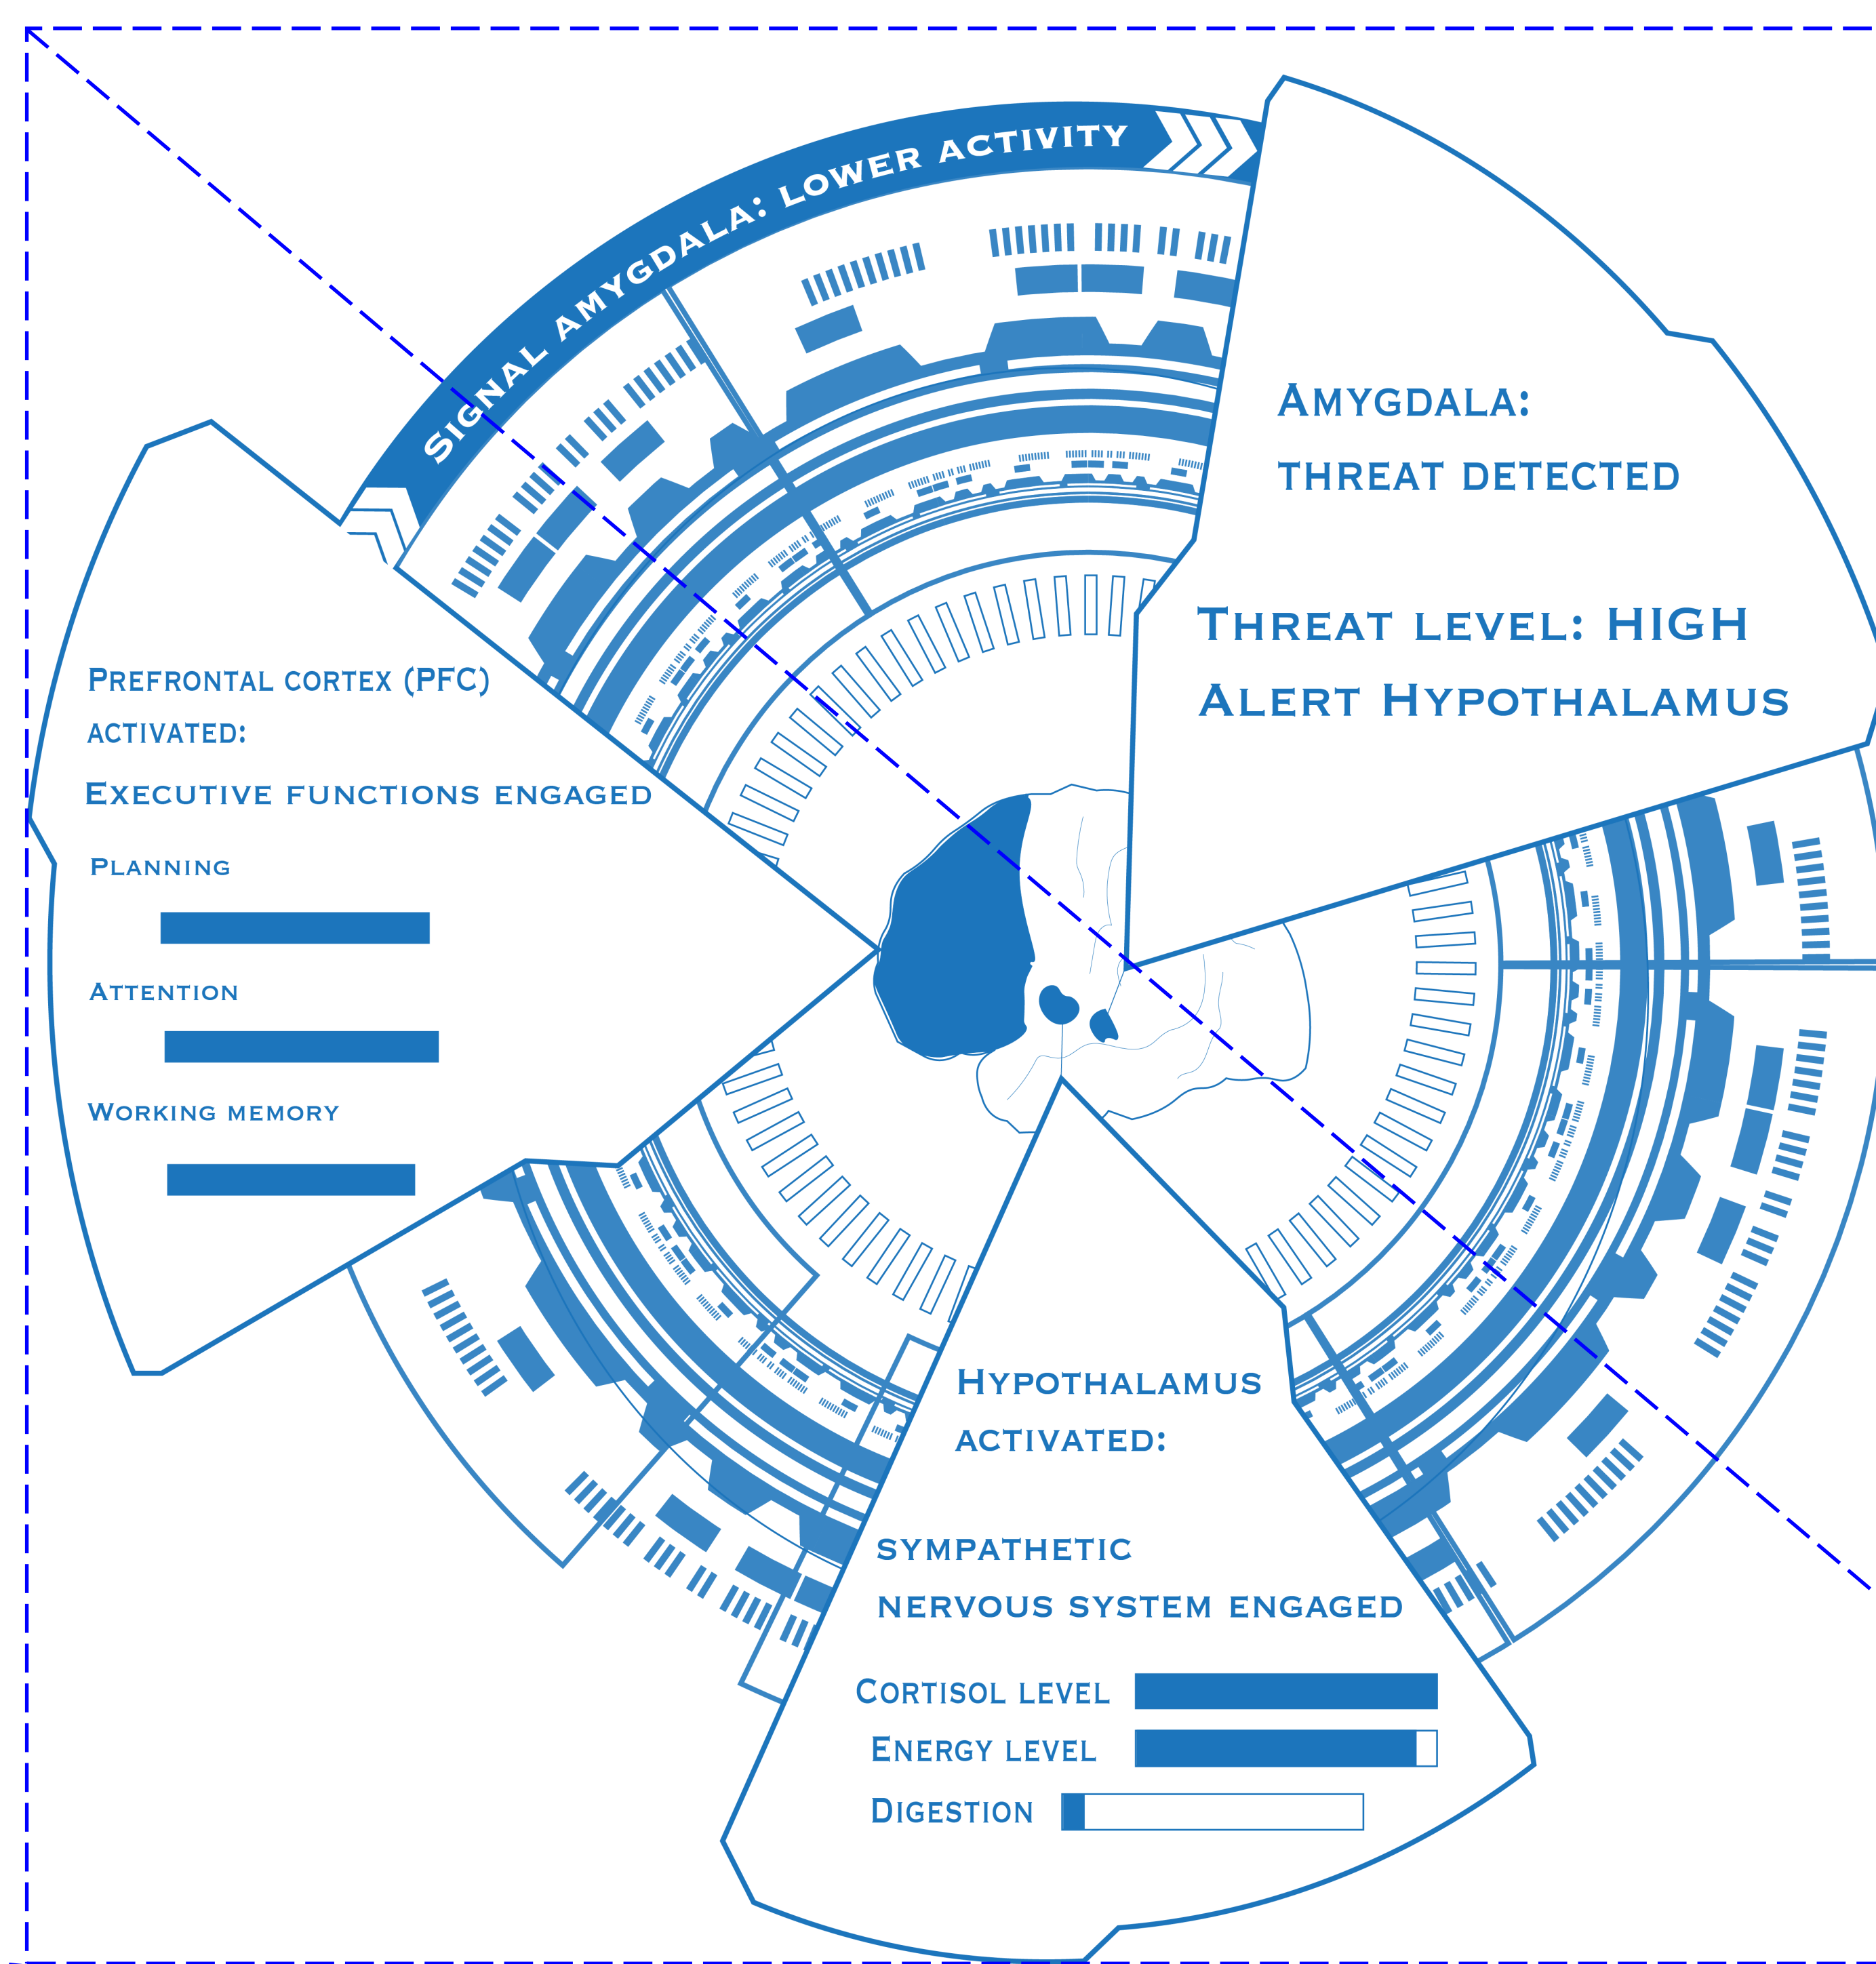 SIGNAL AMYGDALA: LOWER ACTIVITY
AMYGDALA:
THREAT DETECTED
THREAT LEVEL: HIGH
ALERT HYPOTHALAMUS
PREFRONTAL CORTEX (PFC)
ACTIVATED:
EXECUTIVE FUNCTIONS ENGAGED
PLANNING
ATTENTION
WORKING MEMORY
HYPOTHALAMUS
ACTIVATED:
SYMPATHETIC
NERVOUS SYSTEM ENGAGED
CORTISOL LEVEL
ENERGY LEVEL
DIGESTION